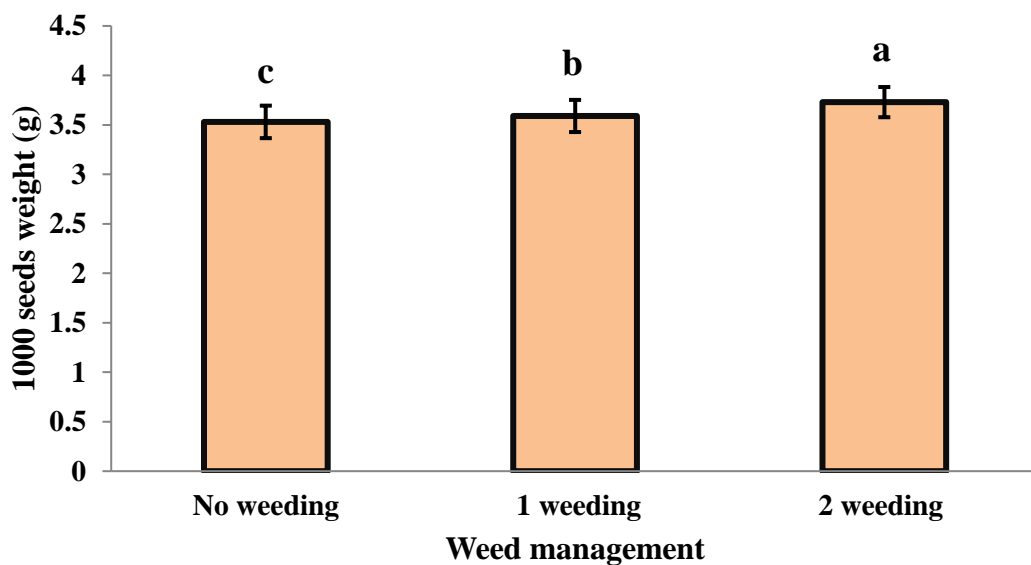 1000 seeds weight (g)
4.5
4
3.5
3
2.5
2
1.5
1
0.5
0
c
b
a
No weeding
1 weeding
2 weeding
Weed management